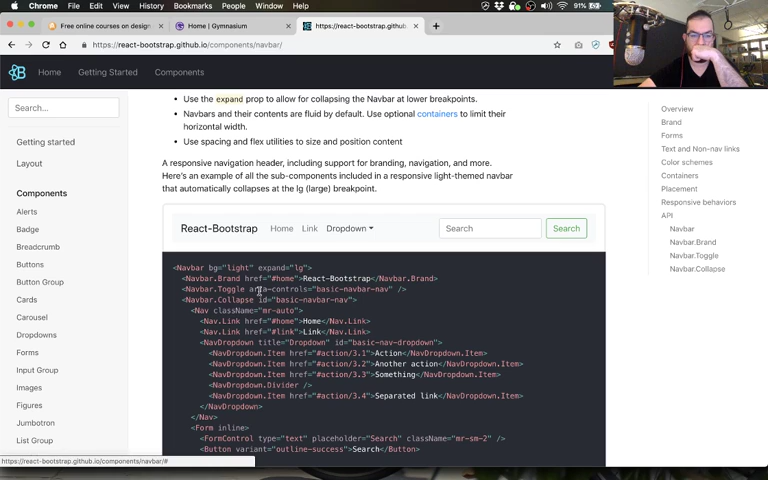 Chrome File Edit View History Bookmarks People Window Help
91%
Free online courses on design
Home | Gymnasium
https://react-bootstrap.github
https://react-bootstrap.github.io/components/navbar/
Home Getting Started Components
Search...
Getting started
Layout
Components
Alerts
Badge
Breadcrumb
Buttons
Button Group
Cards
Carousel
Dropdowns
Forms
Input Group
Images
Figures
Jumbotron
List Group
• Use the expand prop to allow for collapsing the Navbar at lower breakpoints.
• Navbars and their contents are fluid by default. Use optional containers to limit their
horizontal width.
• Use spacing and flex utilities to size and position content
A responsive navigation header, including support for branding, navigation, and more.
Here's an example of all the sub-components included in a responsive light-themed navbar
that automatically collapses at the lg (large) breakpoint.
React-Bootstrap Home Link Dropdown Search Search
<Navbar bg="light" expand="lg">
<Navbar.Brand href="#home">React-Bootstrap</Navbar.Brand>
<Navbar.Toggle aria-controls="basic-navbar-nav" />
<Navbar.Collapse id="basic-navbar-nav">
<Nav className="mr-auto">
<Nav.Link href="#home">Home</Nav.Link>
<Nav.Link href="#link">Link</Nav.Link>
<NavDropdown title="Dropdown" id="basic-nav-dropdown">
<NavDropdown.Item href="#action/3.1">Action</NavDropdown.Item>
<NavDropdown.Item href="#action/3.2">Another action</NavDropdown.Item>
<NavDropdown.Item href="#action/3.3">Something</NavDropdown.Item>
<NavDropdown.Divider />
<NavDropdown.Item href="#action/3.4">Separated link</NavDropdown.Item>
</NavDropdown>
</Nav>
<Form inline>
<FormControl type="text" placeholder="Search" className="mr-sm-2" />
<Button variant="outline-success">Search</Button>
Overview
Brand
Forms
Text and Non-nav links
Color schemes
Containers
Placement
Responsive behaviors
API
Navbar
Navbar.Brand
Navbar.Toggle
Navbar.Collapse
https://react-bootstrap.github.io/components/navbar/#